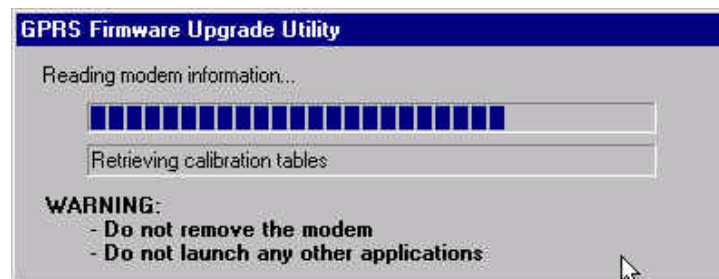 GPRS Firmware Upgrade Utility
Reading modem information...
Retrieving calibration tables
WARNING:
- Do not remove the modem
- Do not launch any other applications